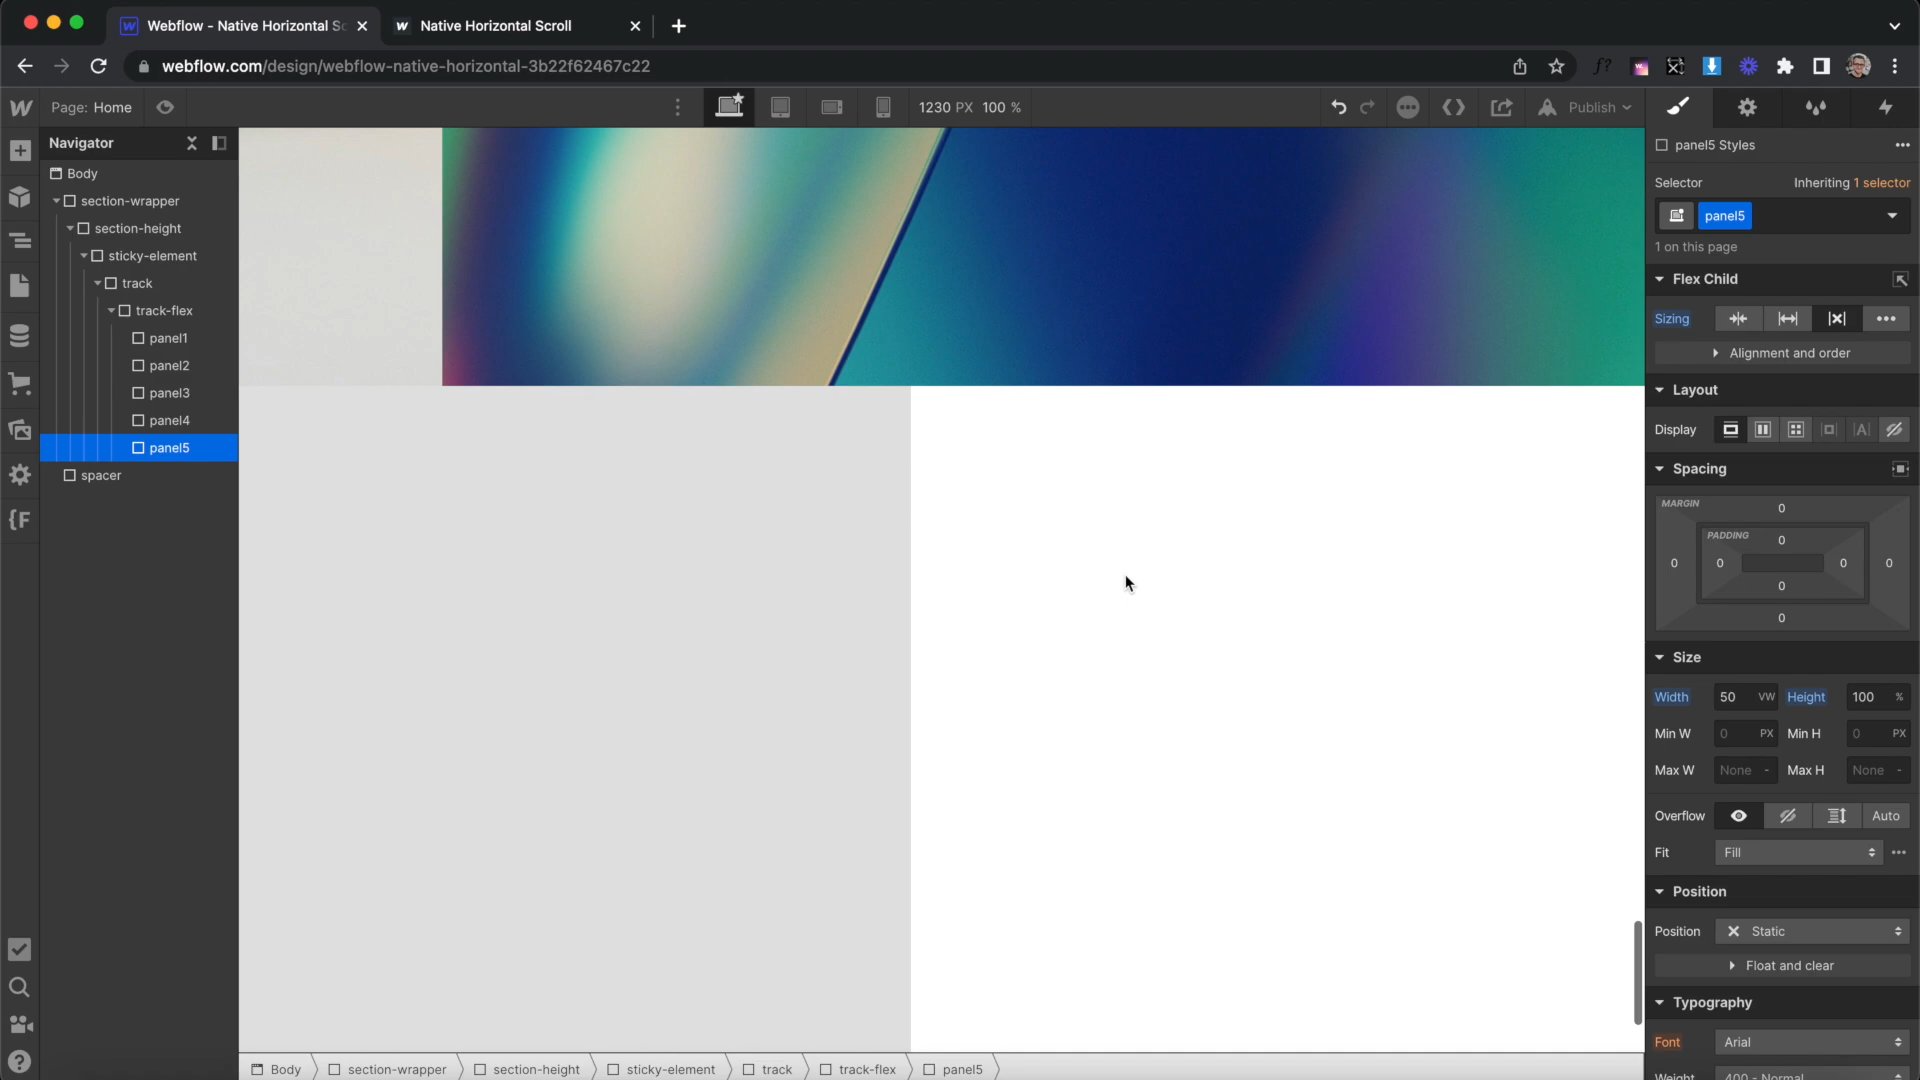 Webflow - Native Horizontal Sc
Native Horizontal Scroll
webflow.com/design/webflow-native-horizontal-3b22f62467c22
Page: Home
1230 PX 100 %
Publish
Navigator
Body
section-wrapper
section-height
sticky-element
track
track-flex
panel1
panel2
panel3
panel4
panel5
spacer
panel5 Styles
Selector
Inheriting 1 selector
panel5
1 on this page
Flex Child
Sizing
Alignment and order
Layout
Display
Spacing
MARGIN
0
PADDING
0
0 0 0 0
0
0
Size
Width 50 VW Height 100 %
Min W 0 PX Min H 0 PX
Max W None - Max H None -
Overflow Auto
Fit Fill
Position
Position Static
Float and clear
Typography
Font Arial
Weight 400 - Normal
Body section-wrapper section-height sticky-element track track-flex panel5